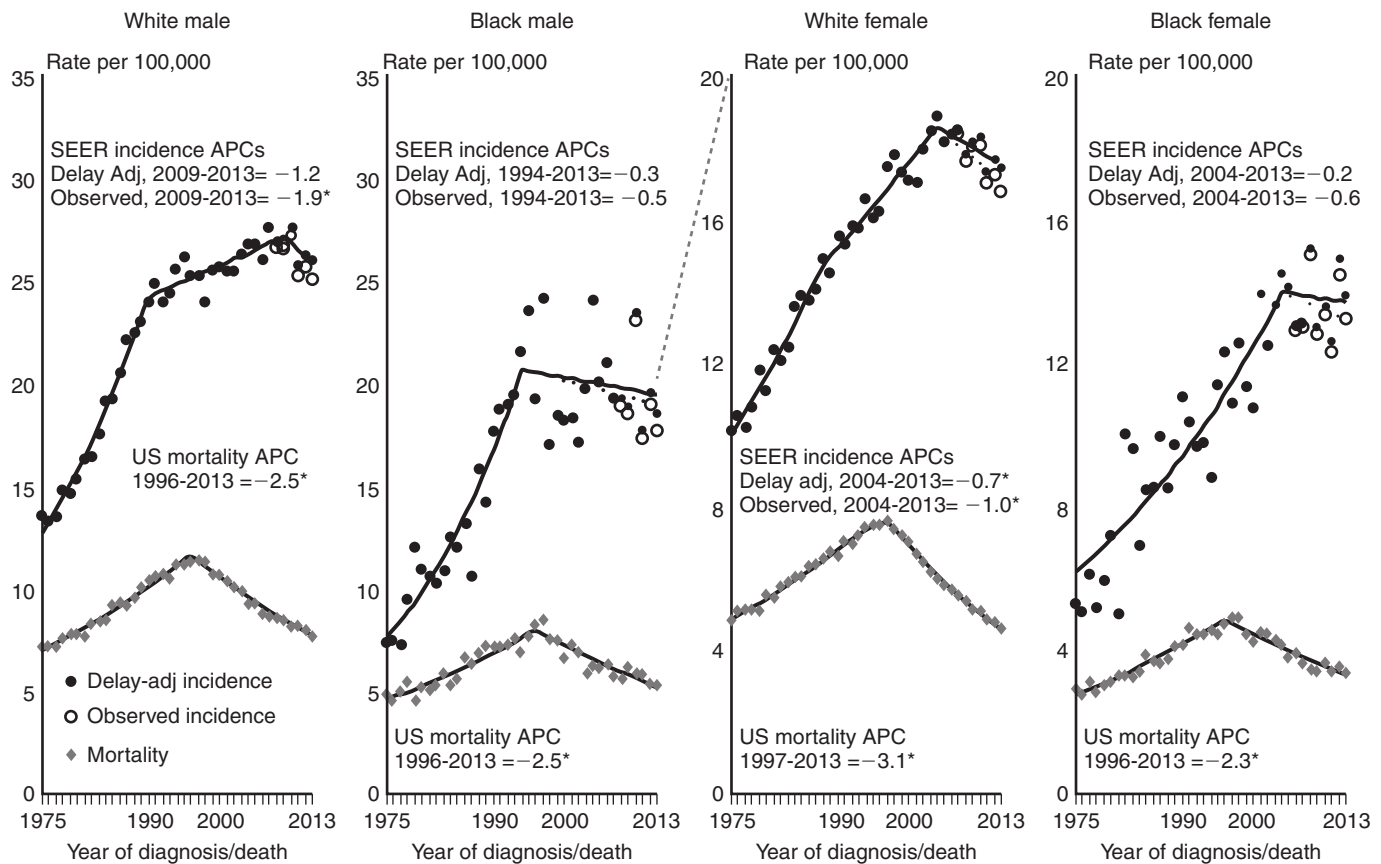 White male
Rate per 100,000
35
30
25
20
15
10
5
0
SEER incidence APCs
Delay Adj, 2009-2013= −1.2
Observed, 2009-2013= −1.9*
US mortality APC
1996-2013 =−2.5*
Delay-adj incidence
Observed incidence
Mortality
1975 1990 2000 2013
Year of diagnosis/death
Black male
Rate per 100,000
35
30
25
20
15
10
5
0
SEER incidence APCs
Delay Adj, 1994-2013=−0.3
Observed, 1994-2013= −0.5
US mortality APC
1996-2013 =−2.5*
1975 1990 2000 2013
Year of diagnosis/death
White female
Rate per 100,000
20
16
12
8
4
0
SEER incidence APCs
Delay adj, 2004-2013=−0.7*
Observed, 2004-2013= −1.0*
US mortality APC
1997-2013 =−3.1*
1975 1990 2000 2013
Year of diagnosis/death
Black female
Rate per 100,000
20
16
12
8
4
0
SEER incidence APCs
Delay Adj, 2004-2013=−0.2
Observed, 2004-2013= −0.6
US mortality APC
1996-2013 =−2.3*
1975 1990 2000 2013
Year of diagnosis/death